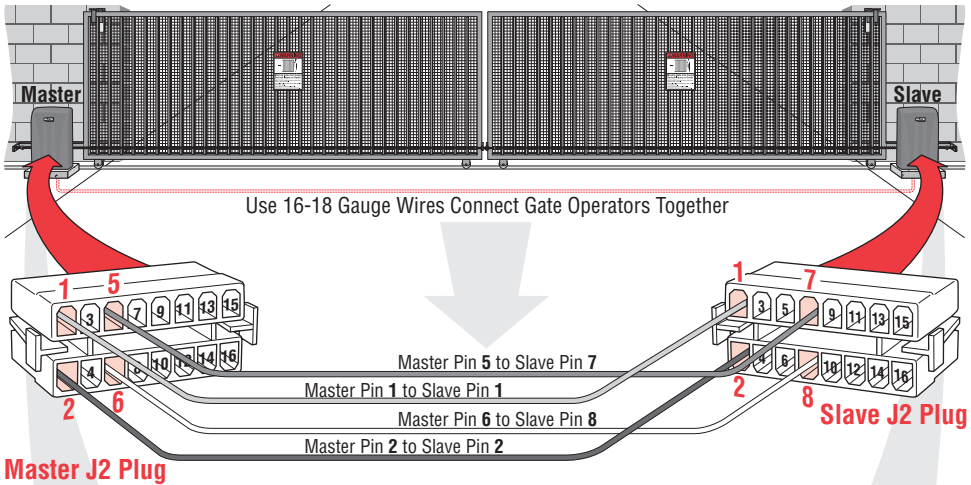 Master
Slave
Use 16-18 Gauge Wires Connect Gate Operators Together
1 5
3 7 9 11 13 15
4 8 10 12 14 16
2 6
1 7
3 5 9 11 13 15
4 6 10 12 14 16
2 8
Master Pin 5 to Slave Pin 7
Master Pin 1 to Slave Pin 1
Master Pin 6 to Slave Pin 8
Master Pin 2 to Slave Pin 2
Slave J2 Plug
Master J2 Plug